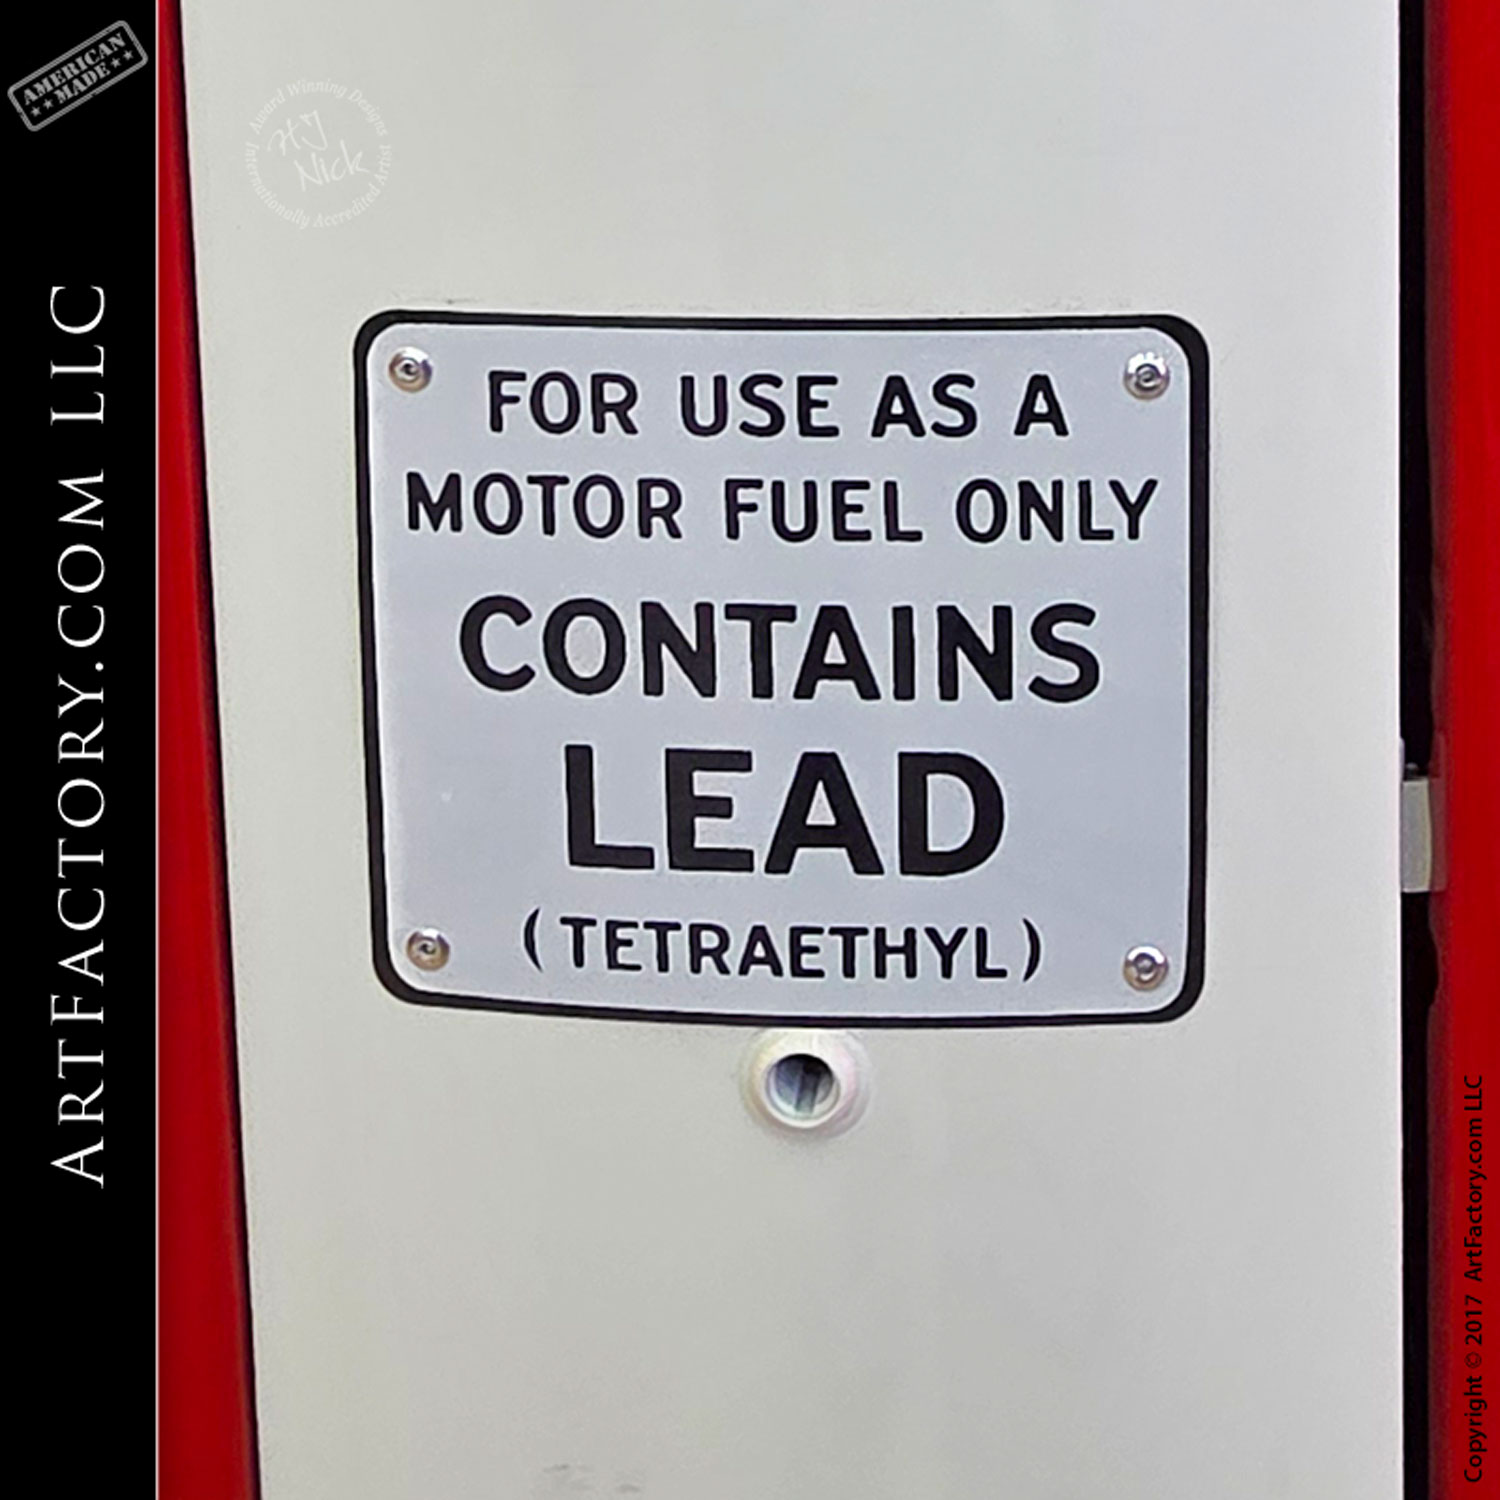 AMERICAN
★★ MADE ★★
ARTFACTORY.COM LLC
Award Winning Designs
HJ
Nick
Internationally Accredited Artist
FOR USE AS A
MOTOR FUEL ONLY
CONTAINS
LEAD
(TETRAETHYL)
Copyright © 2017 ArtFactory.com LLC